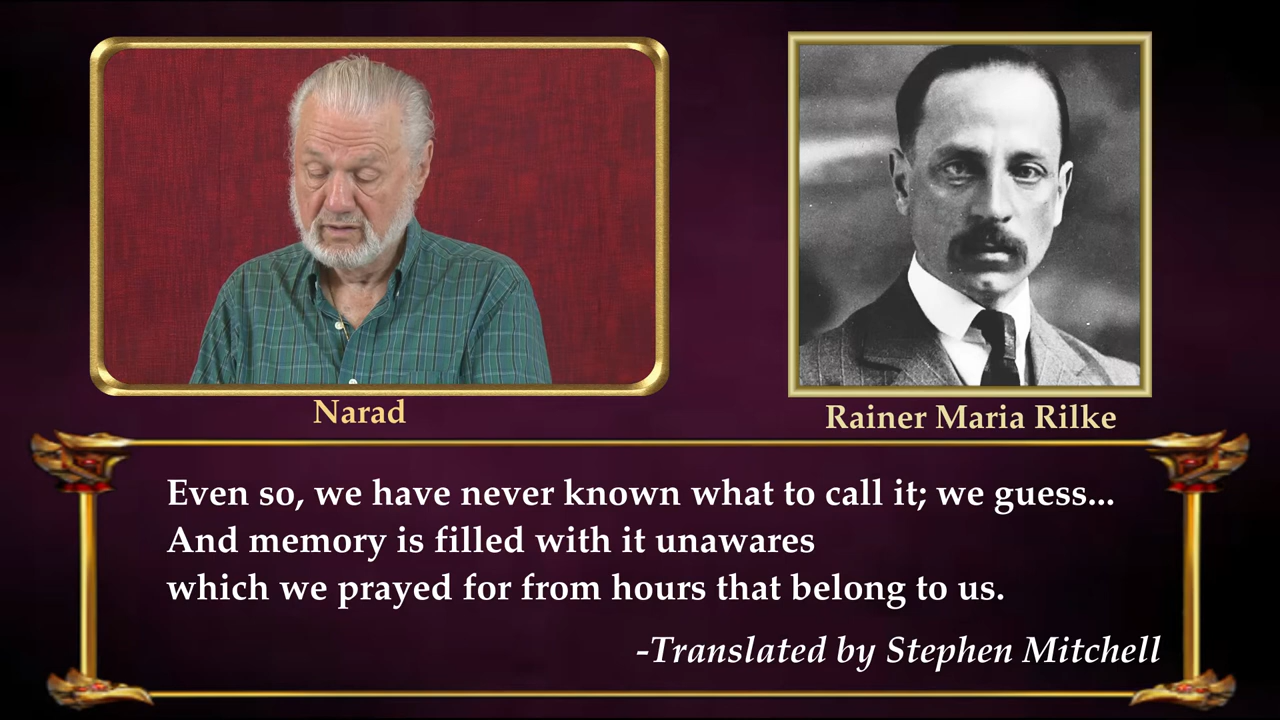 Narad
Rainer Maria Rilke
Even so, we have never known what to call it; we guess...
And memory is filled with it unawares
which we prayed for from hours that belong to us.
-Translated by Stephen Mitchell